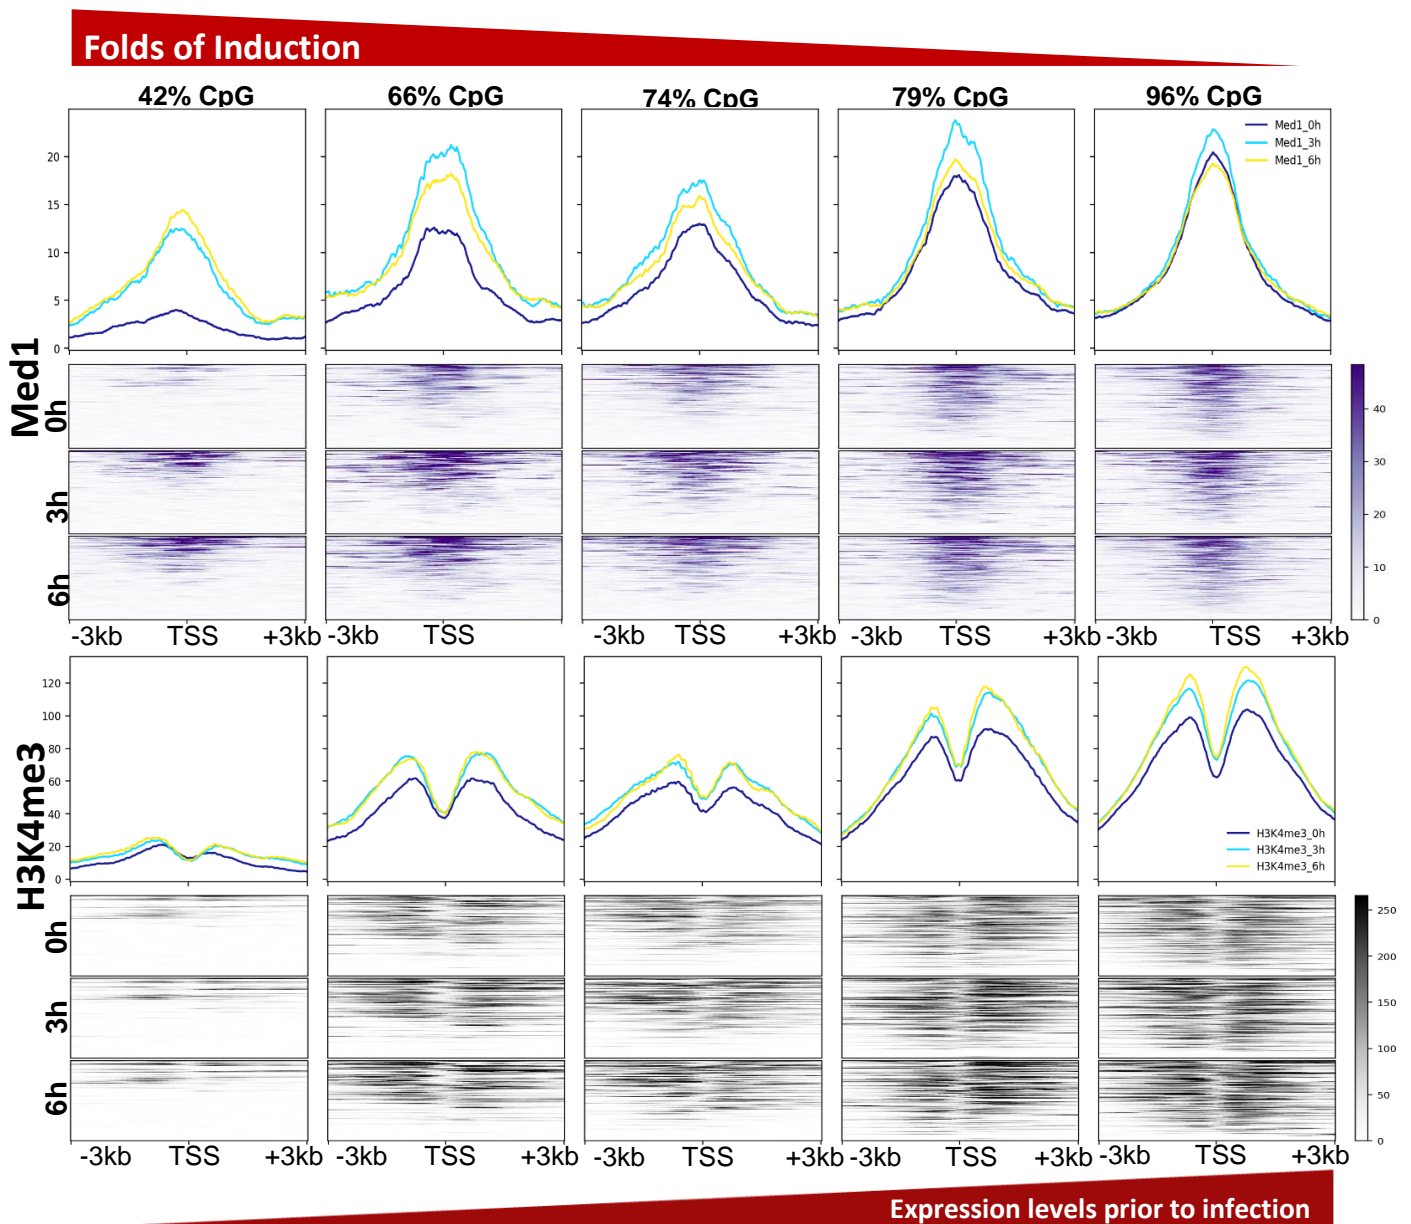 Folds of Induction
42% CpG 66% CpG 74% CpG 79% CpG 96% CpG
Med1_0h
Med1_3h
Med1_6h
20
15
10
5
0
Med1
0h
3h
6h
40
30
20
10
0
-3kb TSS +3kb -3kb TSS -3kb TSS +3kb -3kb TSS +3kb -3kb TSS +3kb
120
100
80
60
40
20
0
H3K4me3
H3K4me3_0h
H3K4me3_3h
H3K4me3_6h
0h
3h
6h
250
200
150
100
50
0
-3kb TSS +3kb -3kb TSS -3kb TSS +3kb -3kb TSS +3kb -3kb TSS +3kb
Expression levels prior to infection